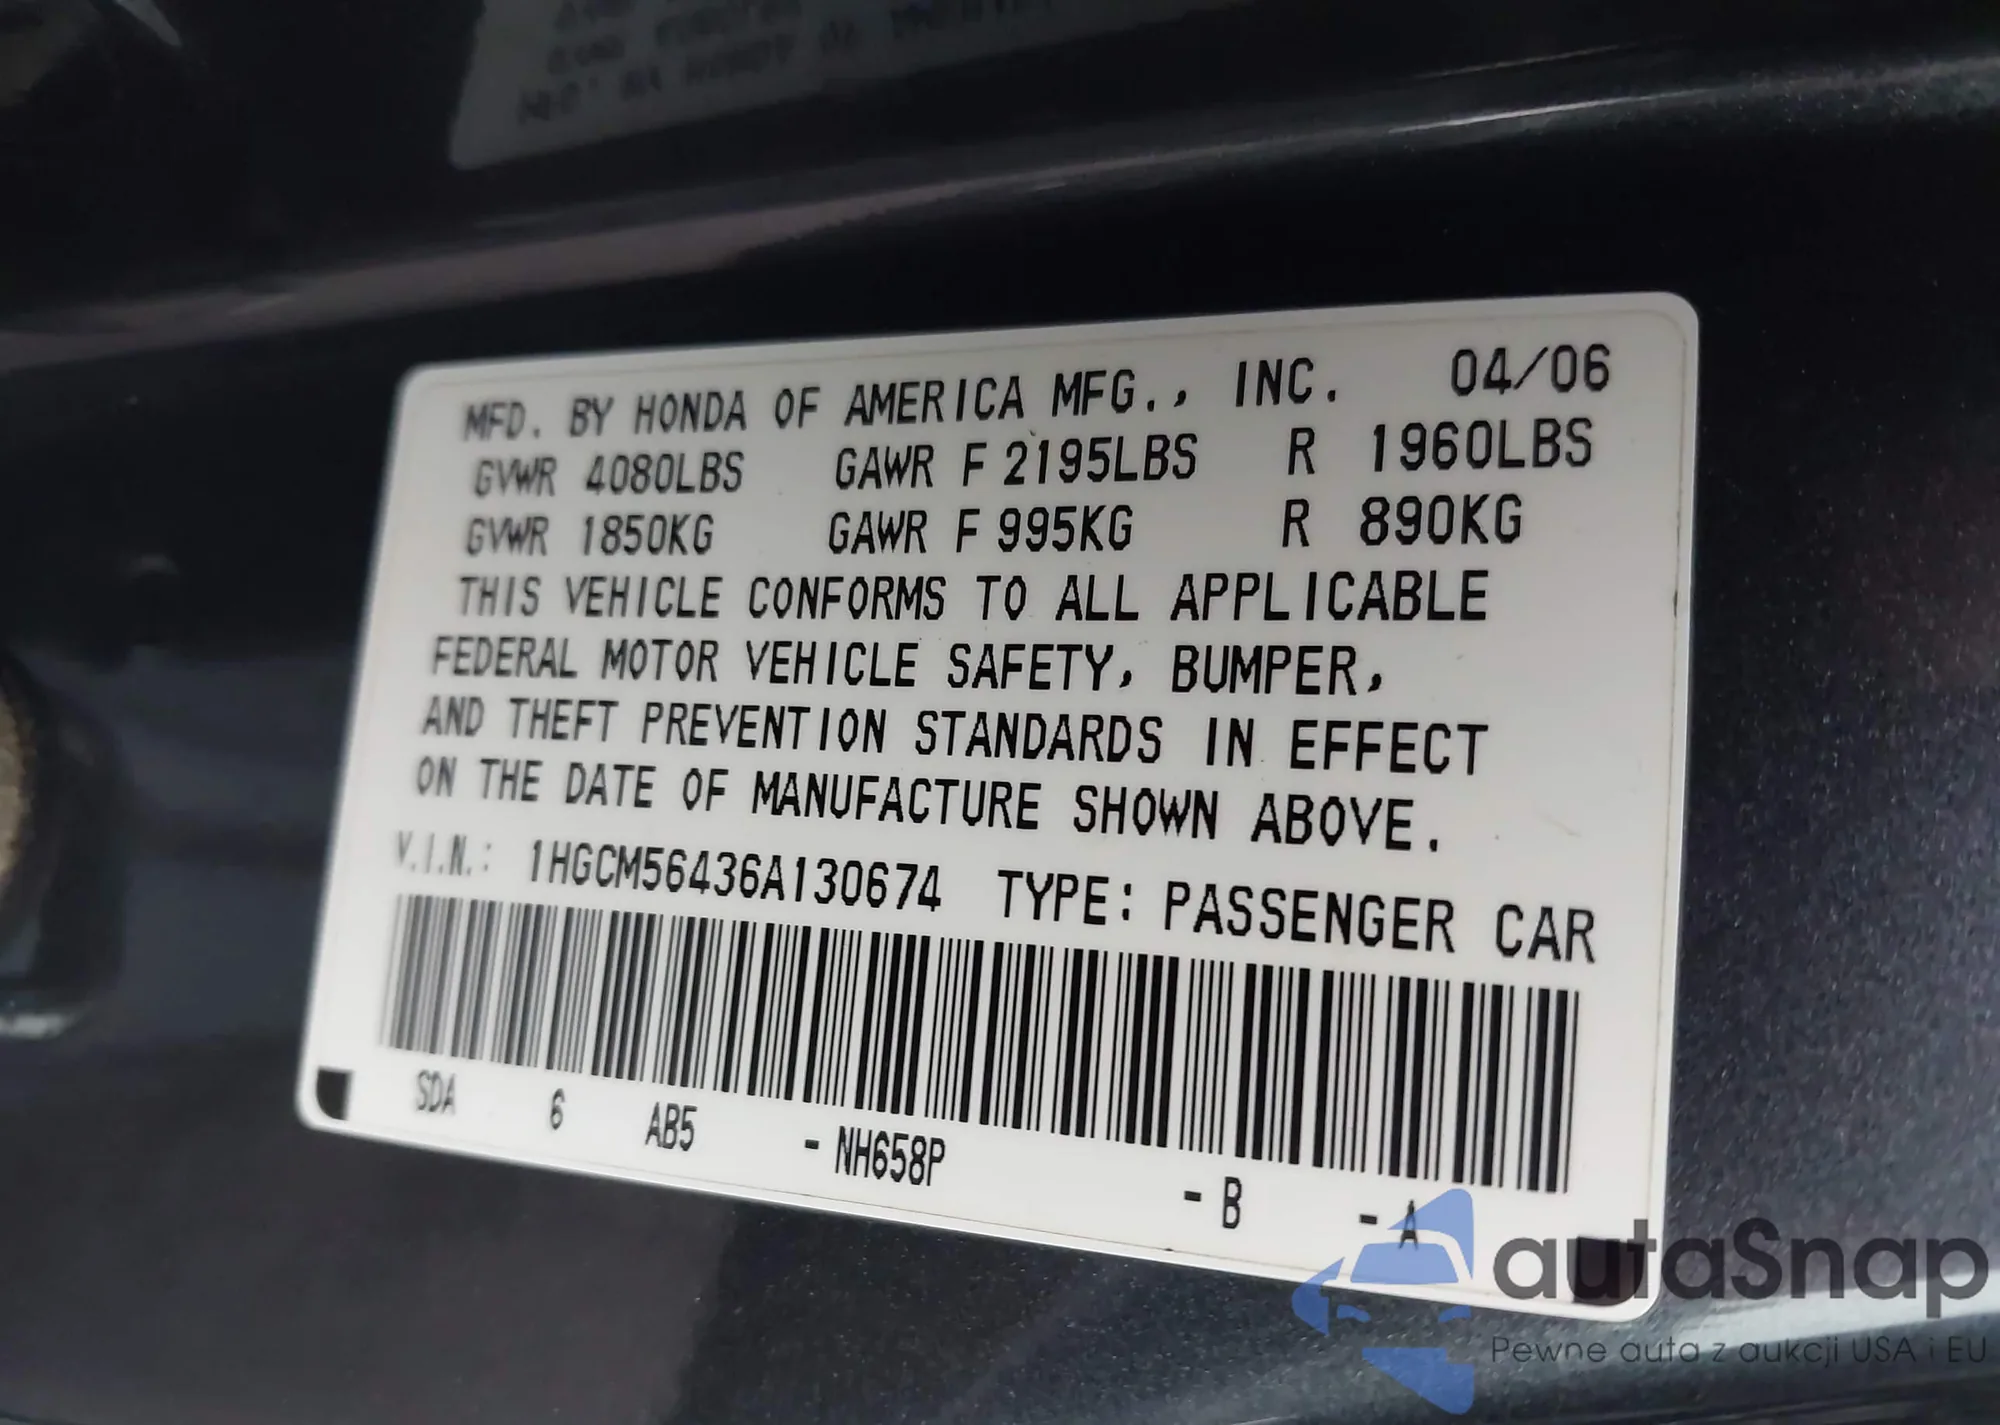 MFD. BY HONDA OF AMERICA MFG., INC. 04/06
GVWR 4080LBS GAWR F 2195LBS R 1960LBS
GVWR 1850KG GAWR F 995KG R 890KG
THIS VEHICLE CONFORMS TO ALL APPLICABLE
FEDERAL MOTOR VEHICLE SAFETY, BUMPER,
AND THEFT PREVENTION STANDARDS IN EFFECT
ON THE DATE OF MANUFACTURE SHOWN ABOVE.
V.I.N.: 1HGCM56436A130674 TYPE: PASSENGER CAR
SDA 6 AB5 - NH658P - B - A
autaSnap
Pewne auta z aukcji USA i EU